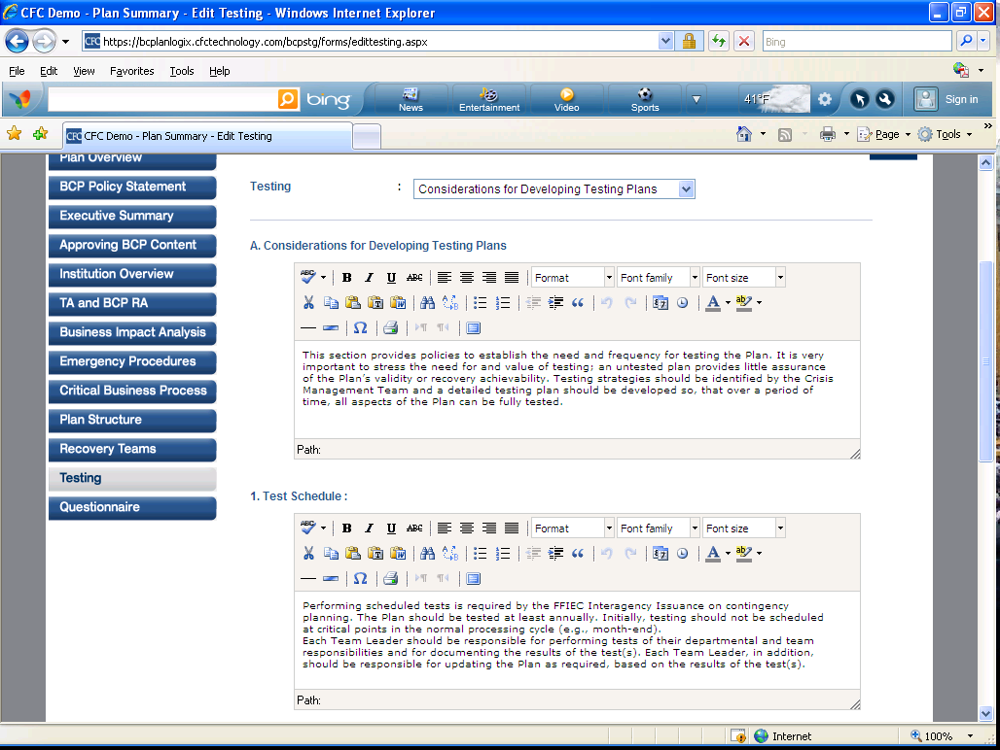 CFC Demo - Plan Summary - Edit Testing - Windows Internet Explorer
CFC https://bcplanlogix.cfctechnology.com/bcpstg/forms/edittesting.aspx Bing
File Edit View Favorites Tools Help
bing News Entertainment Video Sports 41°F Sign in
CFC CFC Demo - Plan Summary - Edit Testing Page Tools »
Plan Overview
BCP Policy Statement
Executive Summary
Approving BCP Content
Institution Overview
TA and BCP RA
Business Impact Analysis
Emergency Procedures
Critical Business Process
Plan Structure
Recovery Teams
Testing
Questionnaire
Testing : Considerations for Developing Testing Plans
A. Considerations for Developing Testing Plans
ABC B I U ABC Format Font family Font size
A ab
Ω
This section provides policies to establish the need and frequency for testing the Plan. It is very
important to stress the need for and value of testing; an untested plan provides little assurance
of the Plan's validity or recovery achievability. Testing strategies should be identified by the Crisis
Management Team and a detailed testing plan should be developed so, that over a period of
time, all aspects of the Plan can be fully tested.
Path:
1. Test Schedule :
ABC B I U ABC Format Font family Font size
A ab
Ω
Performing scheduled tests is required by the FFIEC Interagency Issuance on contingency
planning. The Plan should be tested at least annually. Initially, testing should not be scheduled
at critical points in the normal processing cycle (e.g., month-end).
Each Team Leader should be responsible for performing tests of their departmental and team
responsibilities and for documenting the results of the test(s). Each Team Leader, in addition,
should be responsible for updating the Plan as required, based on the results of the test(s).
Path:
Internet 100%